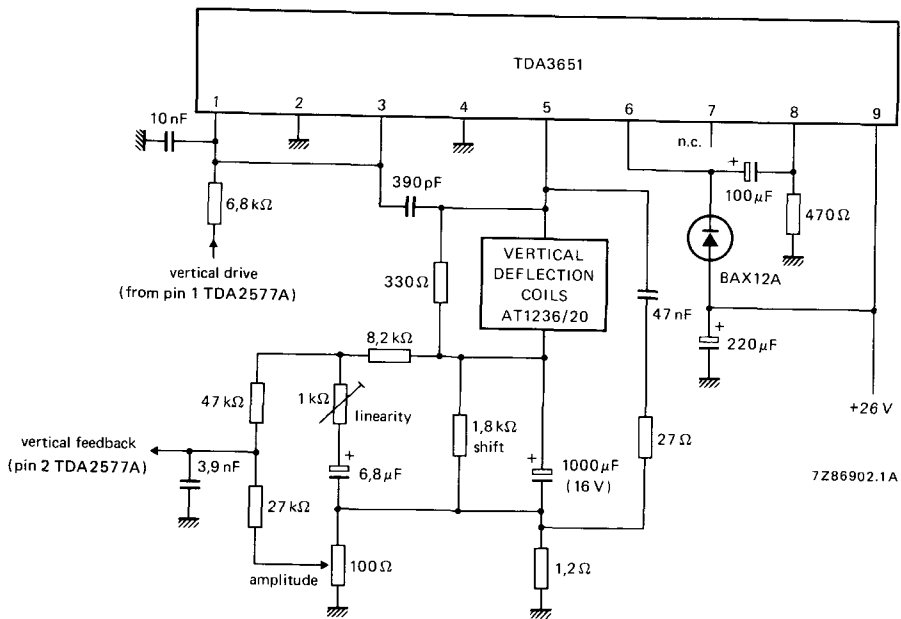 TDA3651
1 2 3 4 5 6 7 8 9
10 nF
n.c.
390 pF
+
100 µF
6,8 kΩ
470 Ω
vertical drive
(from pin 1 TDA2577A)
330 Ω
VERTICAL
DEFLECTION
COILS
AT1236/20
BAX12A
47 nF
8,2 kΩ
+
220 µF
47 kΩ
1 kΩ
linearity
1,8 kΩ
shift
+26 V
vertical feedback
(pin 2 TDA2577A)
3,9 nF
+
6,8 µF
+
1000 µF
(16 V)
27 Ω
7Z86902.1A
27 kΩ
amplitude
100 Ω
1,2 Ω